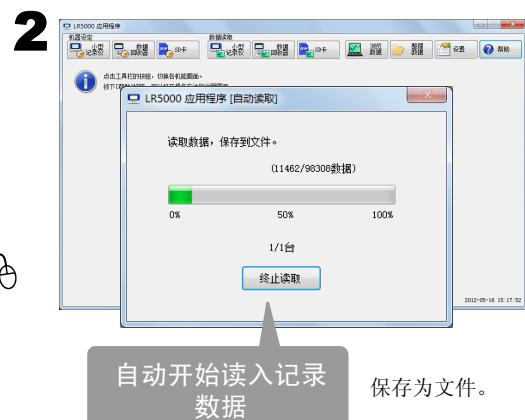 2
LR5000 应用程序
机器设定
数据读取
小型记录仪
数据回收器
SD卡
小型记录仪
数据回收器
SD卡
浏览数据
整理数据
设置
帮助
点击工具栏的按钮，切换各机能画面。
LR5000 应用程序 [自动读取]
读取数据，保存到文件。
(11462/98308数据)
0% 50% 100%
1/1台
终止读取
2012-05-16 15:17:52
自动开始读入记录
数据
保存为文件。